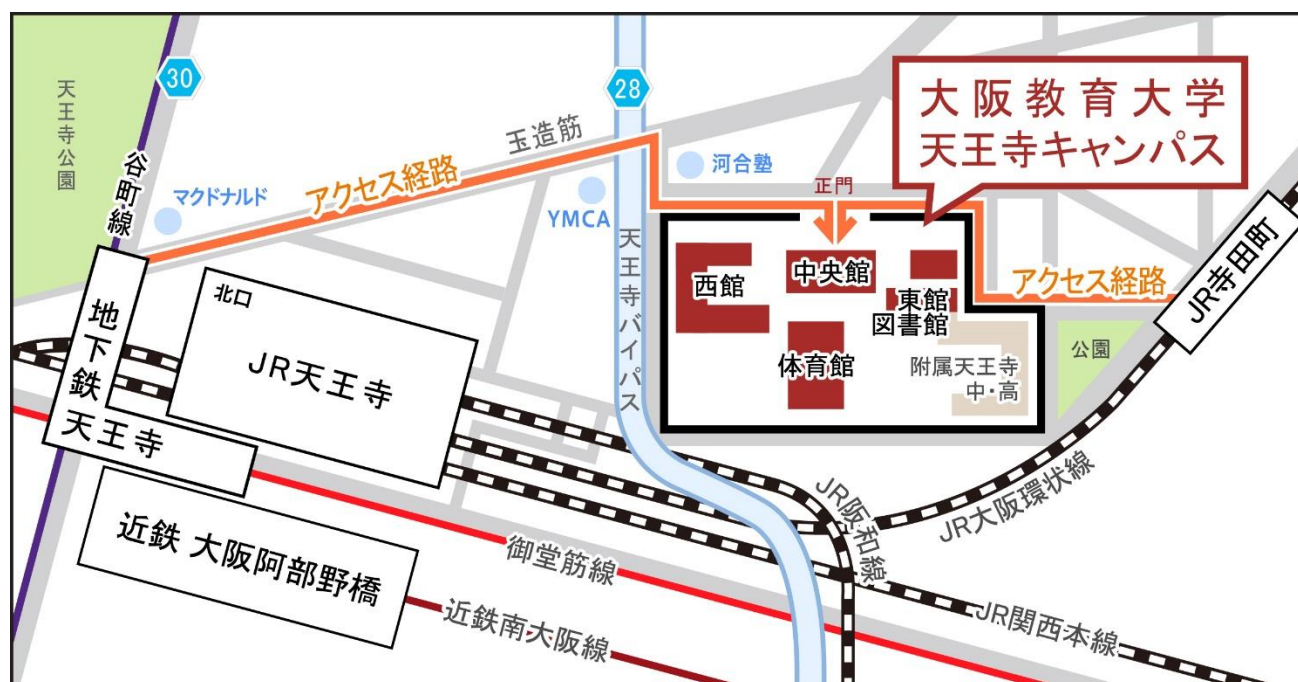 30
28
天王寺公園
谷町線
玉造筋
アクセス経路
マクドナルド
YMCA
河合塾
大阪教育大学
天王寺キャンパス
正門
西館
中央館
東館
図書館
体育館
附属天王寺
中・高
アクセス経路
公園
JR寺田町
天王寺バイパス
北口
JR天王寺
地下鉄
天王寺
近鉄 大阪阿部野橋
御堂筋線
近鉄南大阪線
JR阪和線
JR大阪環状線
JR関西本線